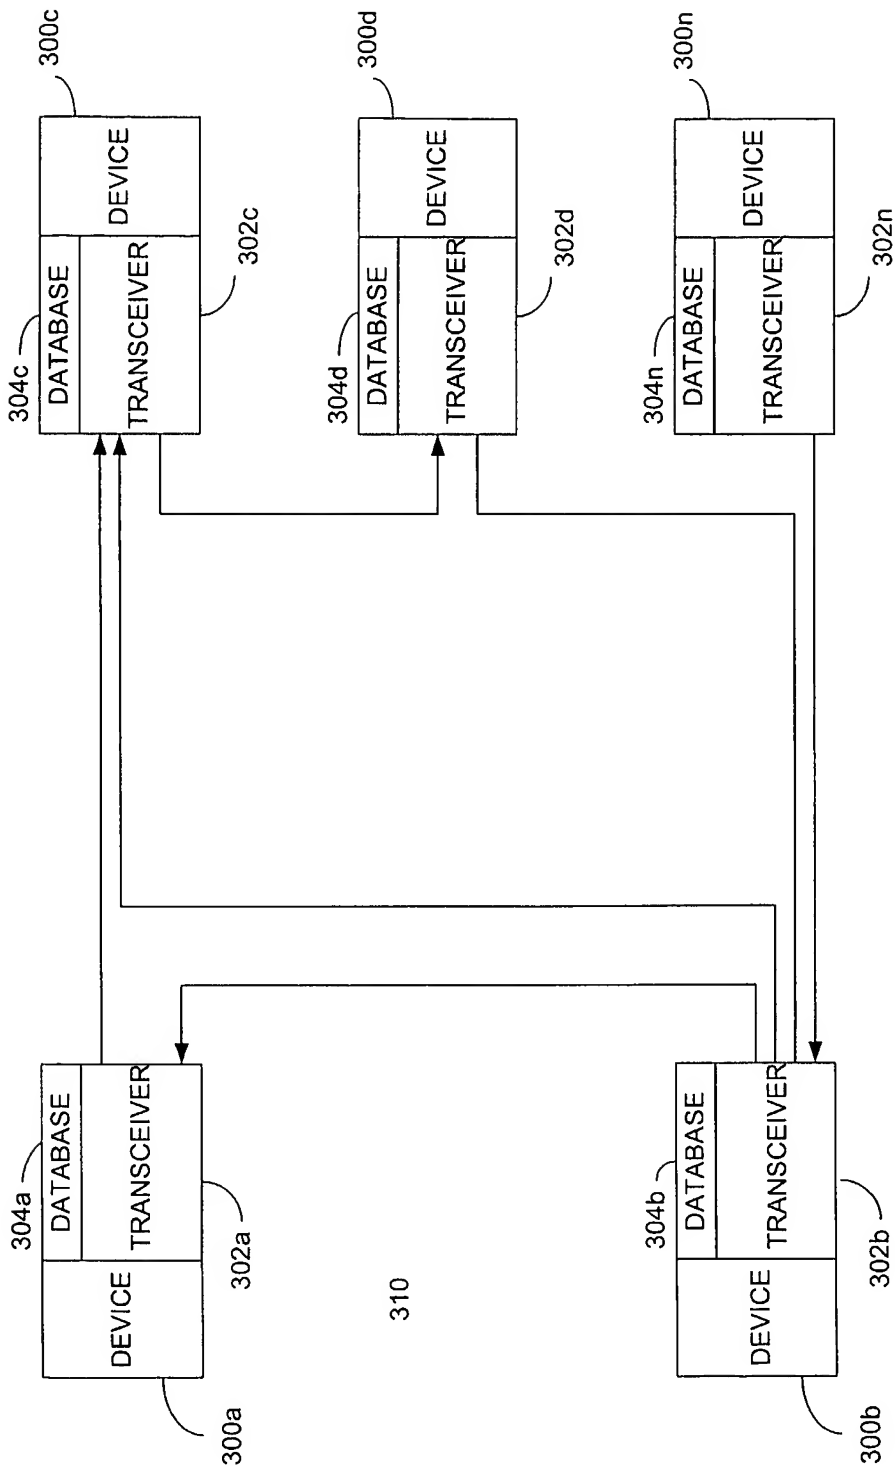 300a
DEVICE
304a
DATABASE
TRANSCEIVER
302a
304c
DATABASE
TRANSCEIVER
302c
DEVICE
300c
304d
DATABASE
TRANSCEIVER
302d
DEVICE
300d
310
300b
DEVICE
304b
DATABASE
TRANSCEIVER
302b
304n
DATABASE
TRANSCEIVER
302n
DEVICE
300n